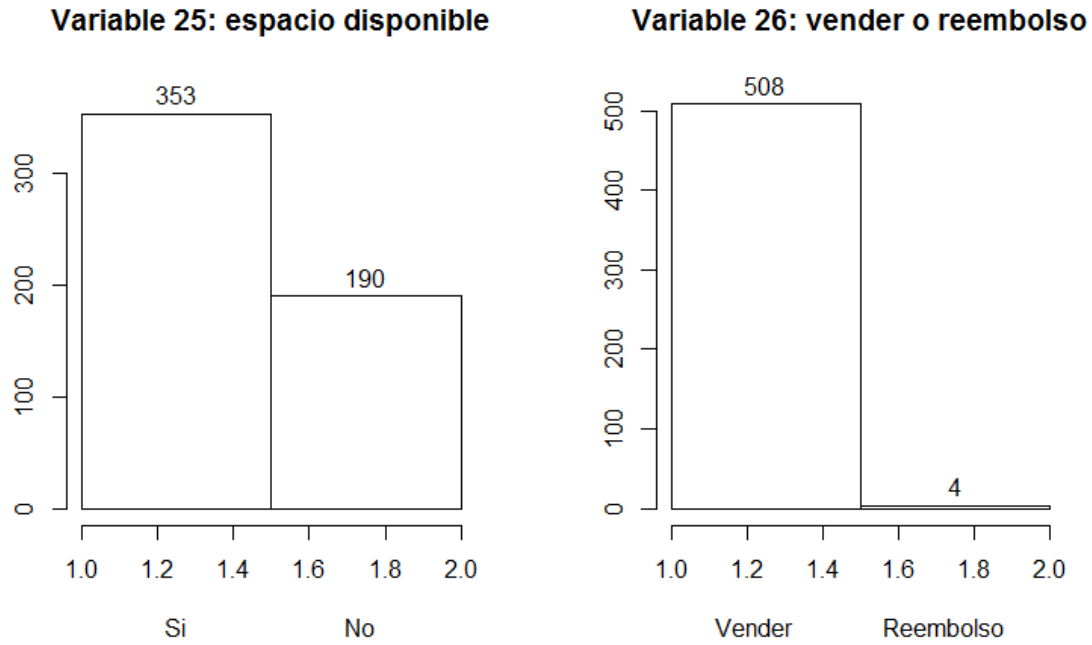 Variable 25: espacio disponible
353
190
0
100
200
300
1.0 1.2 1.4 1.6 1.8 2.0
Si No
Variable 26: vender o reembolso
508
4
0
100
200
300
400
500
1.0 1.2 1.4 1.6 1.8 2.0
Vender Reembolso